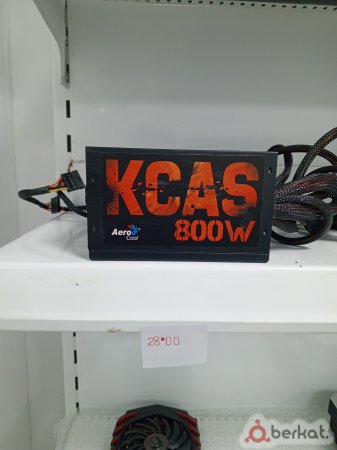 KCAS
800W
Aero
Cool
28•00
berkat.